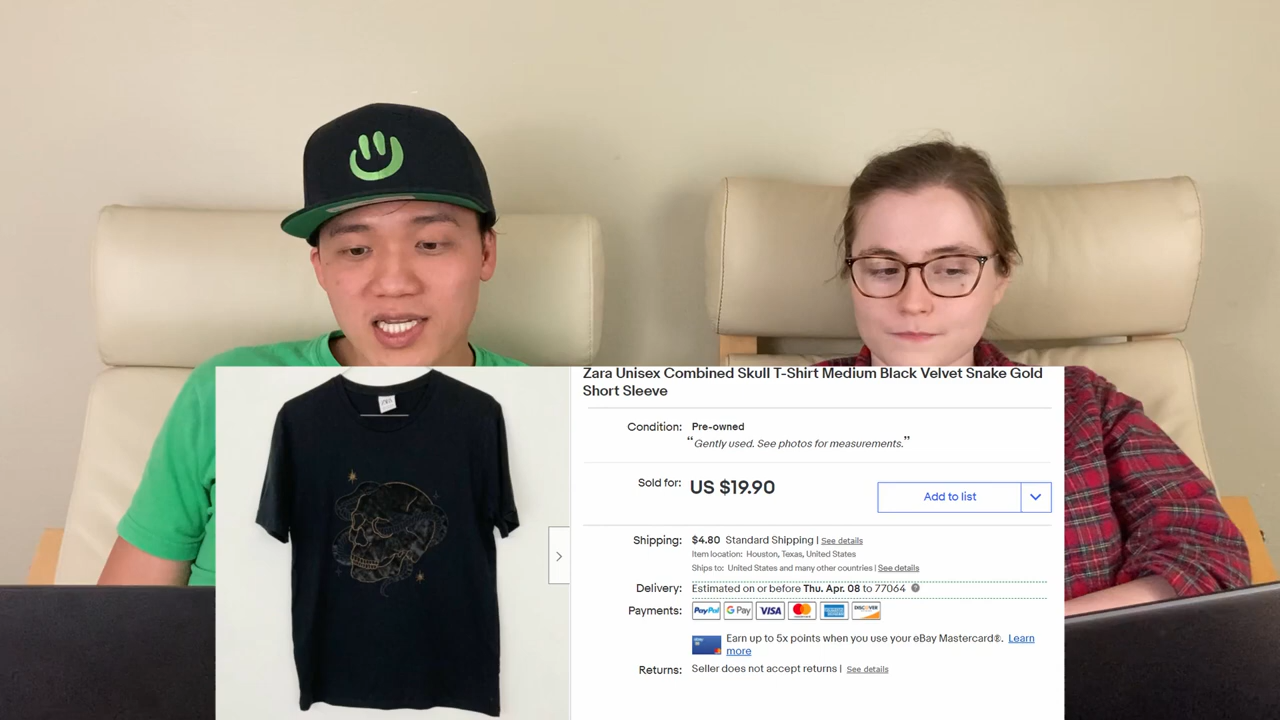 Zara Unisex Combined Skull T-Shirt Medium Black Velvet Snake Gold
Short Sleeve
Condition: Pre-owned
“Gently used. See photos for measurements.”
Sold for: US $19.90
Add to list
Shipping: $4.80 Standard Shipping | See details
Item location: Houston, Texas, United States
Ships to: United States and many other countries | See details
Delivery: Estimated on or before Thu. Apr. 08 to 77064
Payments: PayPal G Pay VISA
Earn up to 5x points when you use your eBay Mastercard®. Learn
more
Returns: Seller does not accept returns | See details